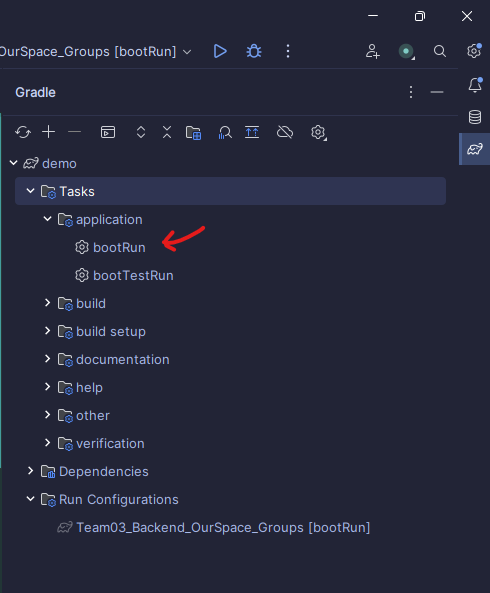 OurSpace_Groups [bootRun]
Gradle
demo
Tasks
application
bootRun
bootTestRun
build
build setup
documentation
help
other
verification
Dependencies
Run Configurations
Team03_Backend_OurSpace_Groups [bootRun]